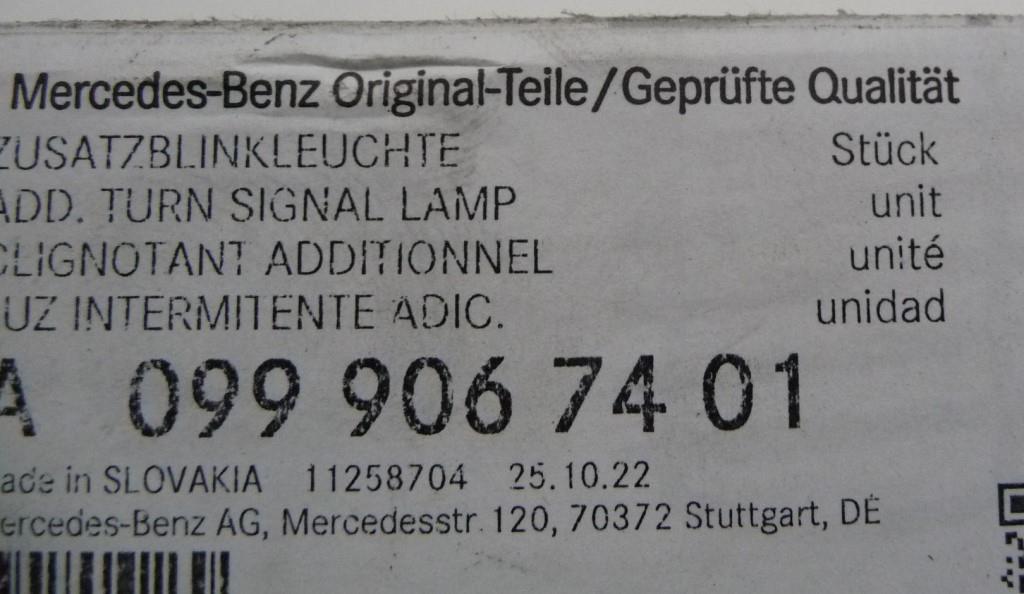 Mercedes-Benz Original-Teile/Geprüfte Qualität
ZUSATZBLINKLEUCHTE Stück
ADD. TURN SIGNAL LAMP unit
CLIGNOTANT ADDITIONNEL unité
UZ INTERMITENTE ADIC. unidad
A 099 906 74 01
ade in SLOVAKIA 11258704 25.10.22
ercedes-Benz AG, Mercedesstr. 120, 70372 Stuttgart, DE